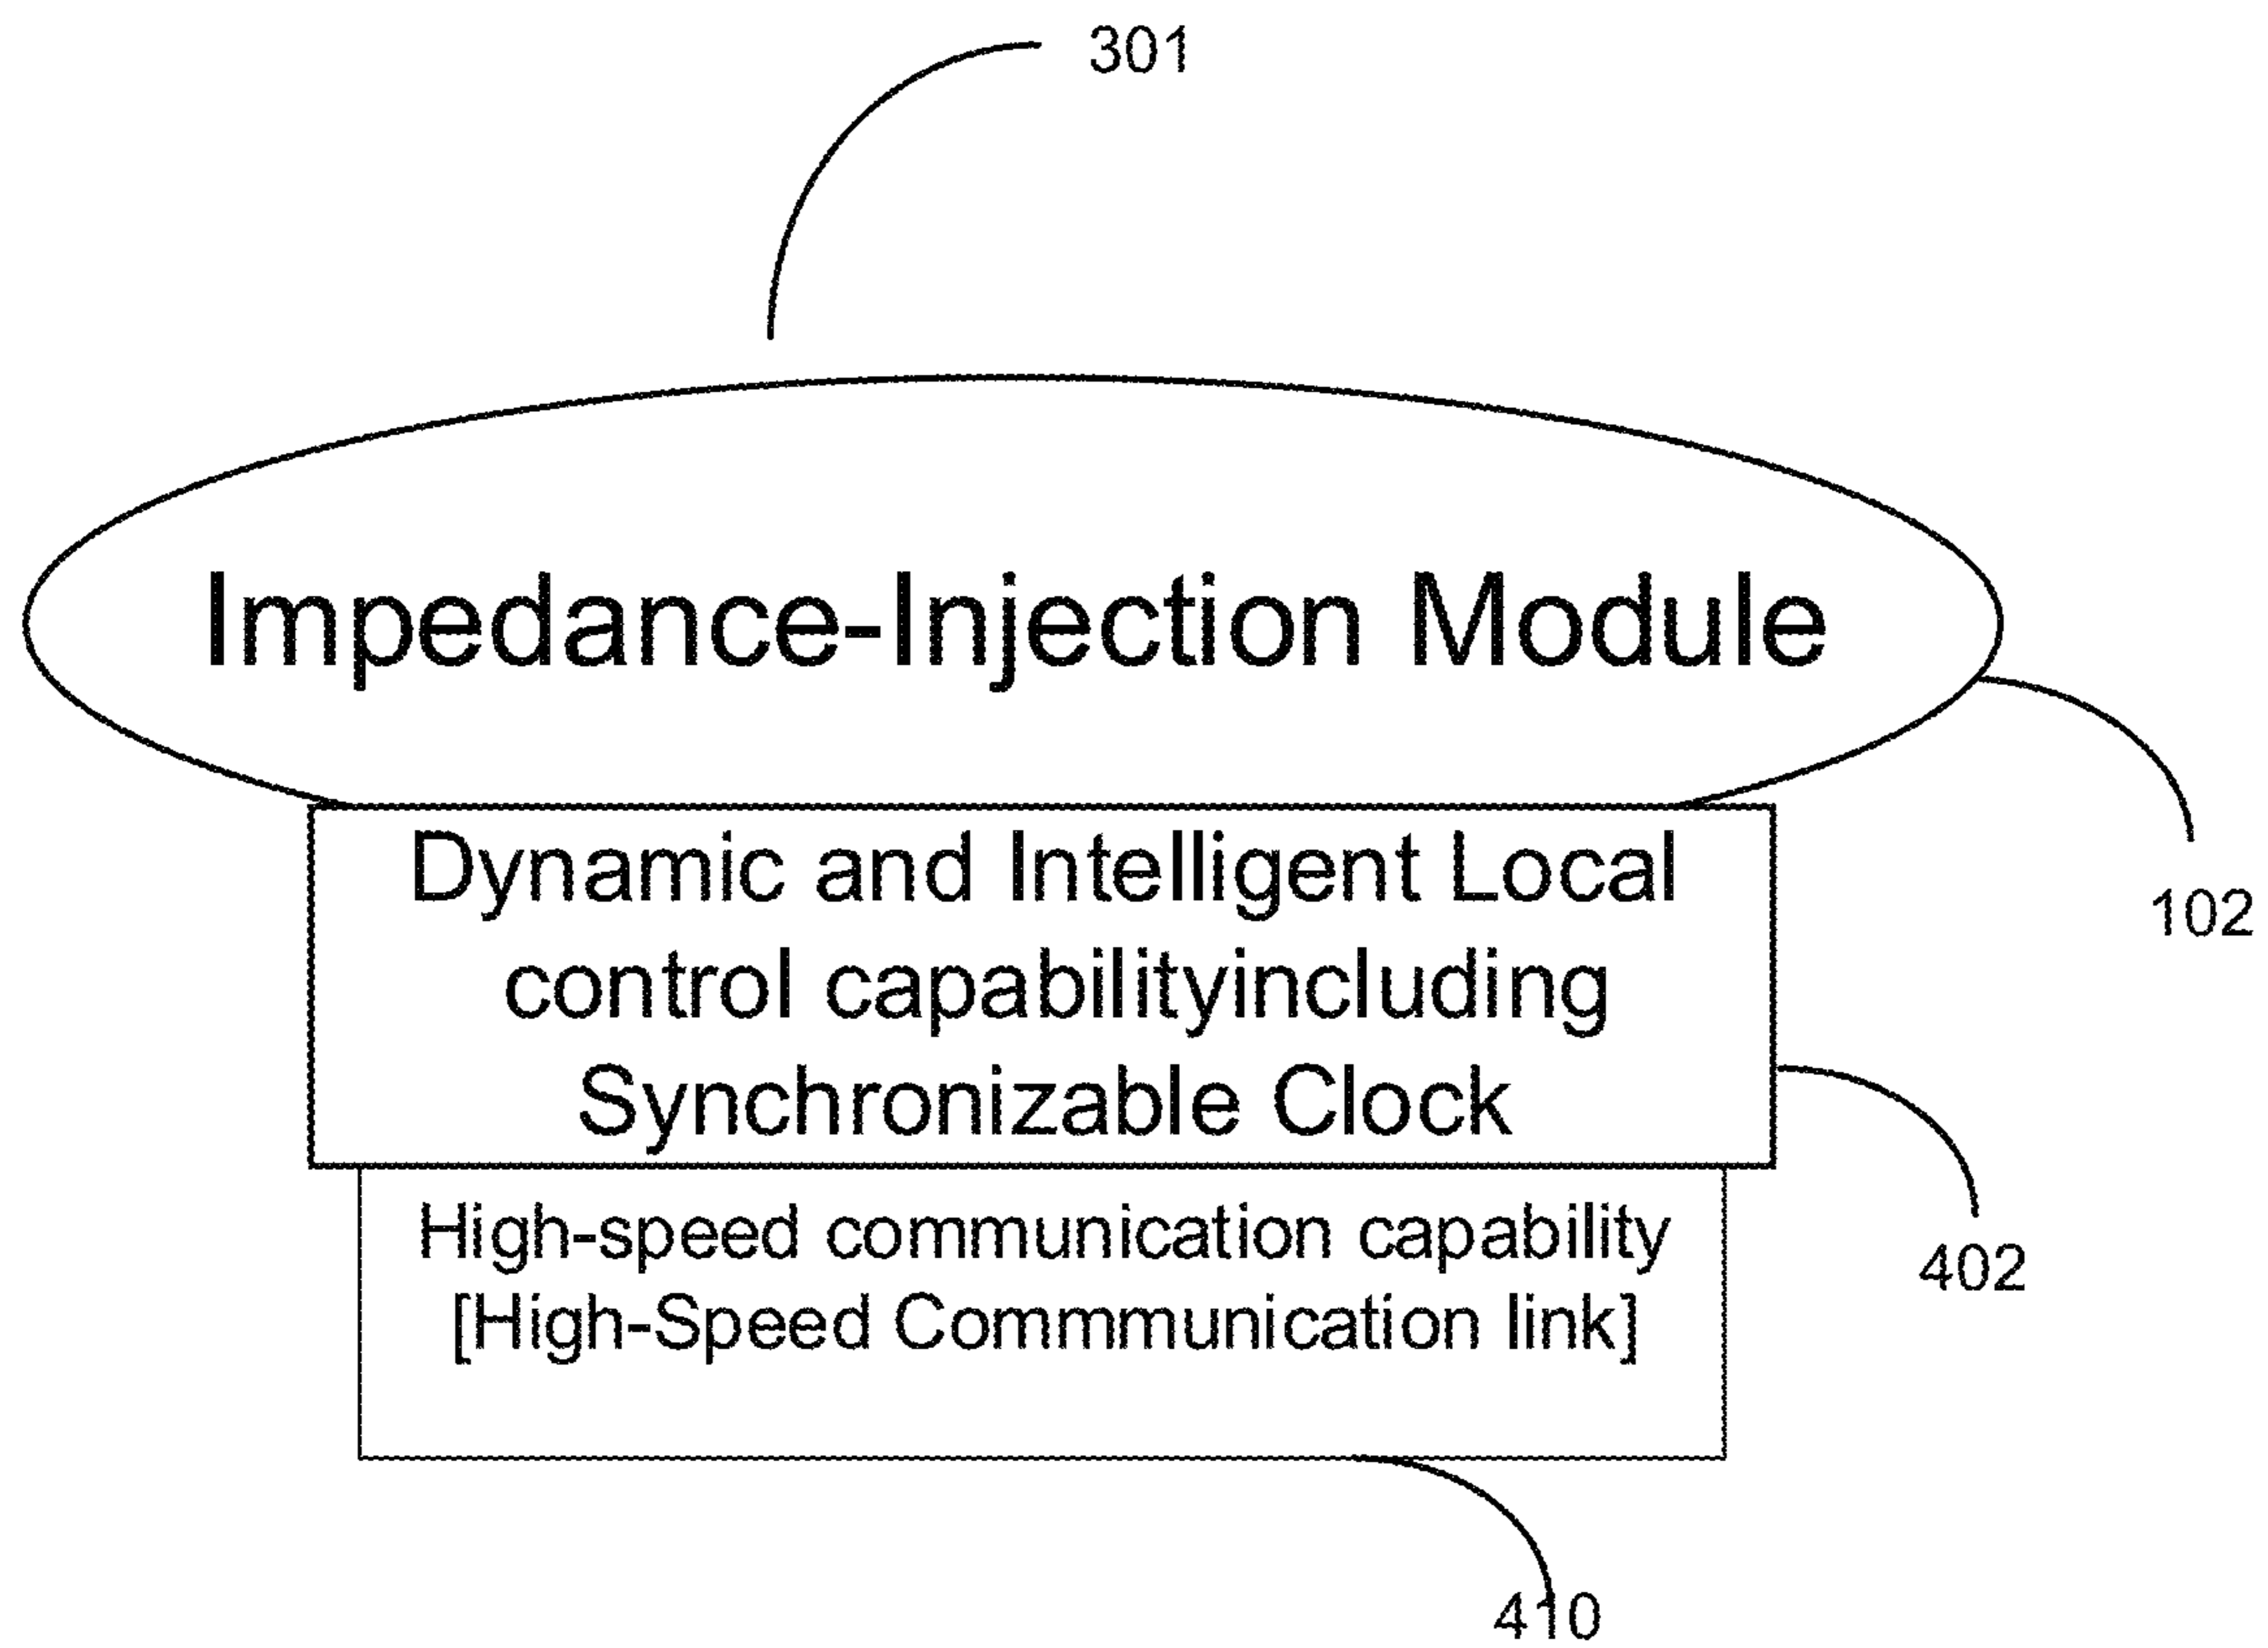 301
Impedance-Injection Module
102
Dynamic and Intelligent Local
control capabilityincluding
Synchronizable Clock
402
High-speed communication capability
[High-Speed Commmunication link]
410